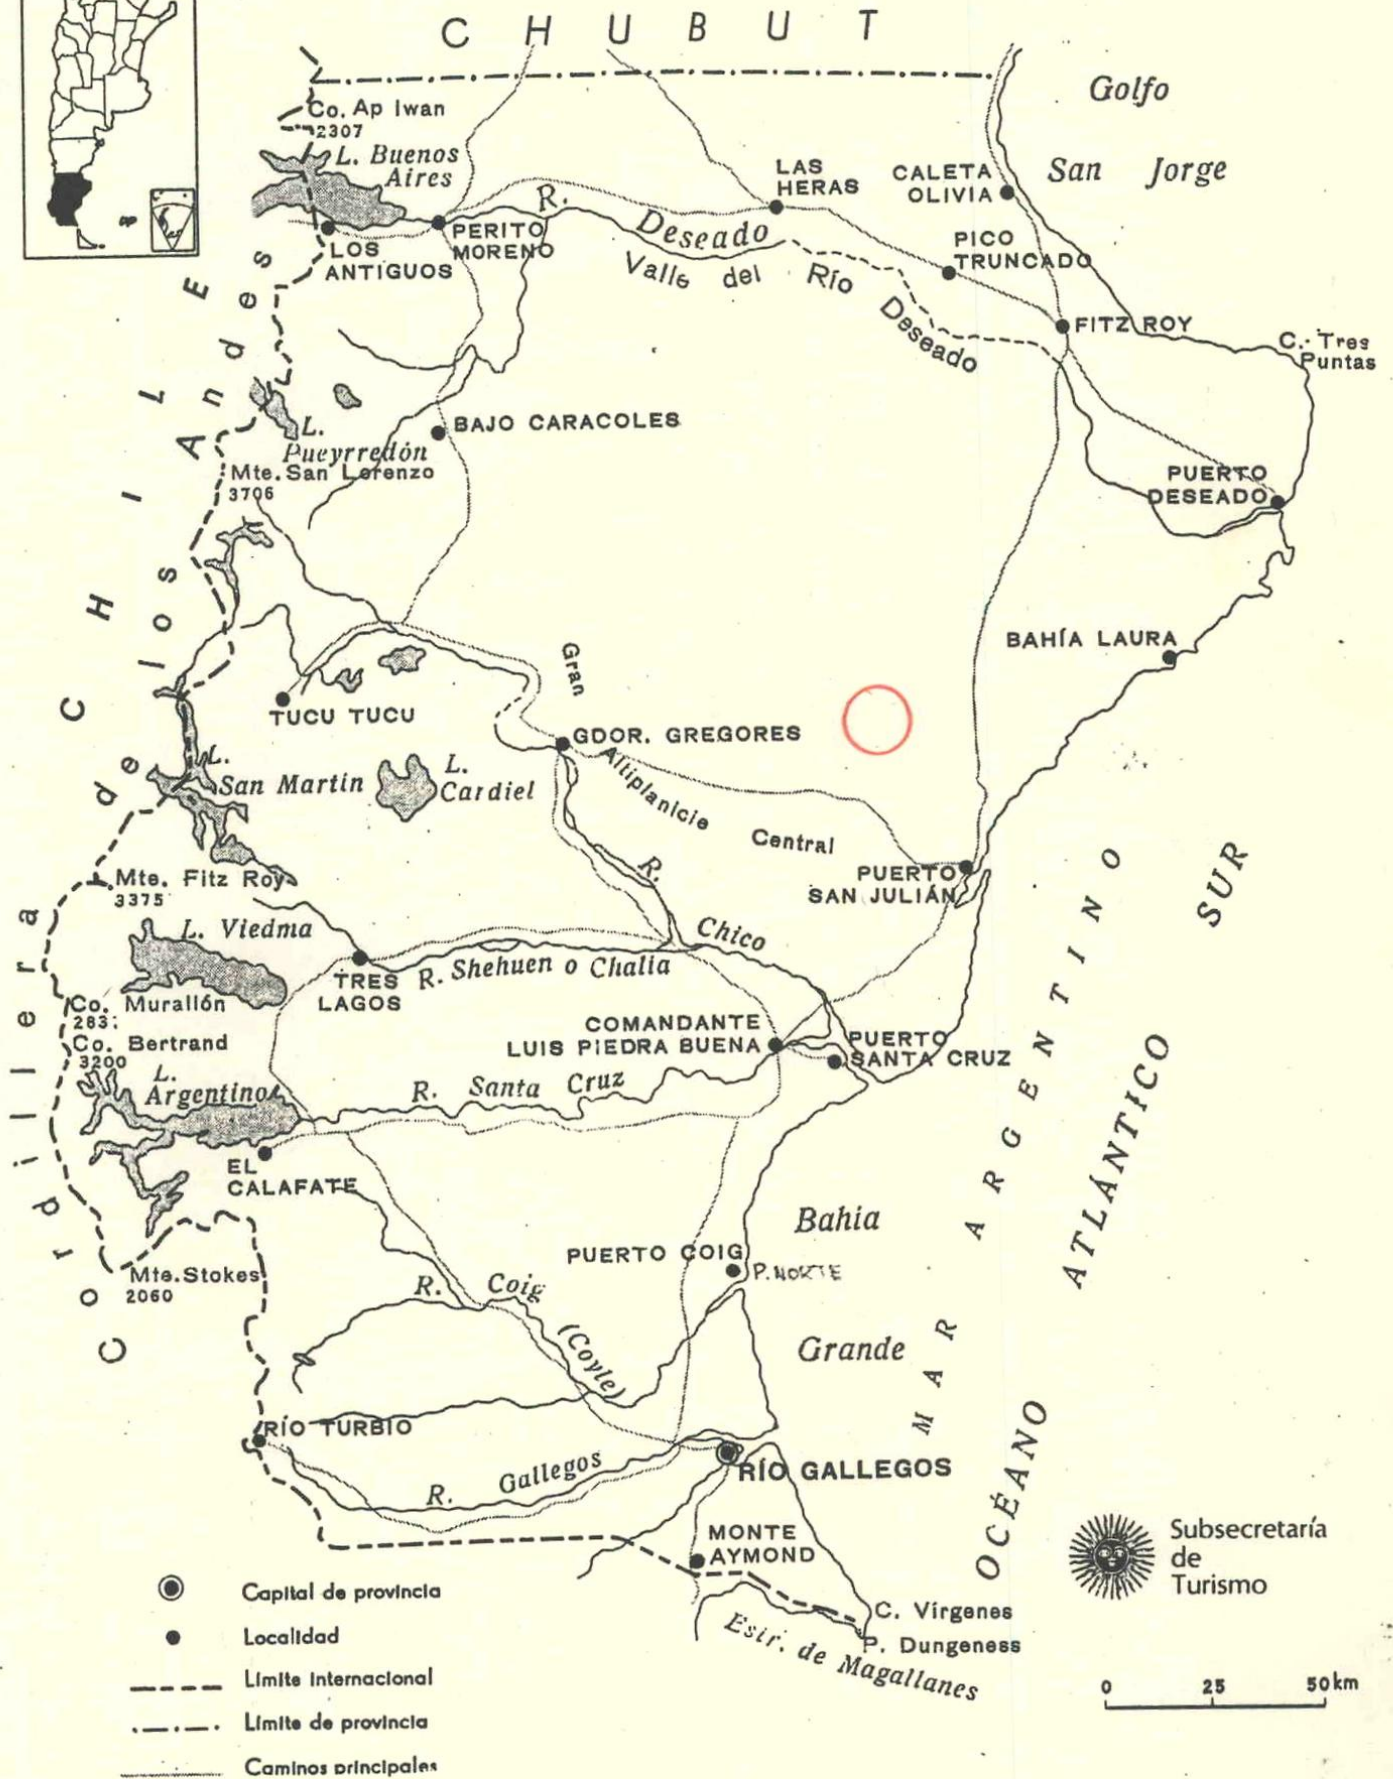 CHUBUT
Golfo
San Jorge
Co. Ap Iwan
2307
L. Buenos
Aires
LAS
HERAS
CALETA
OLIVIA
R.
Deseado
PERITO
MORENO
LOS
ANTIGUOS
PICO
TRUNCADO
Valle del Río
Deseado
FITZ ROY
C. Tres
Puntas
CHILE
Cordillera de los Andes
L.
Pueyrredón
BAJO CARACOLES
Mte. San Lorenzo
3706
PUERTO
DESEADO
BAHÍA LAURA
TUCU TUCU
Gran
Altiplanicie
Central
GDOR. GREGORES
L.
San Martin
L.
Cardiel
R.
Chico
PUERTO
SAN JULIÁN
Mte. Fitz Roy
3375
L. Viedma
TRES
LAGOS
R. Shehuen o Chalia
Co. Murallón
283
Co. Bertrand
3200
COMANDANTE
LUIS PIEDRA BUENA
PUERTO
SANTA CRUZ
L.
Argentino
R. Santa Cruz
EL
CALAFATE
MAR ARGENTINO
OCÉANO ATLÁNTICO SUR
Bahia
Grande
PUERTO COIG
P. NORTE
Mte. Stokes
2060
R. Coig
(Coyle)
RÍO TURBIO
R. Gallegos
RÍO GALLEGOS
MONTE
AYMOND
C. Vírgenes
P. Dungeness
Estr. de Magallanes
Subsecretaría
de
Turismo
0 25 50km
Capital de provincia
Localidad
Límite internacional
Límite de provincia
Caminos principales